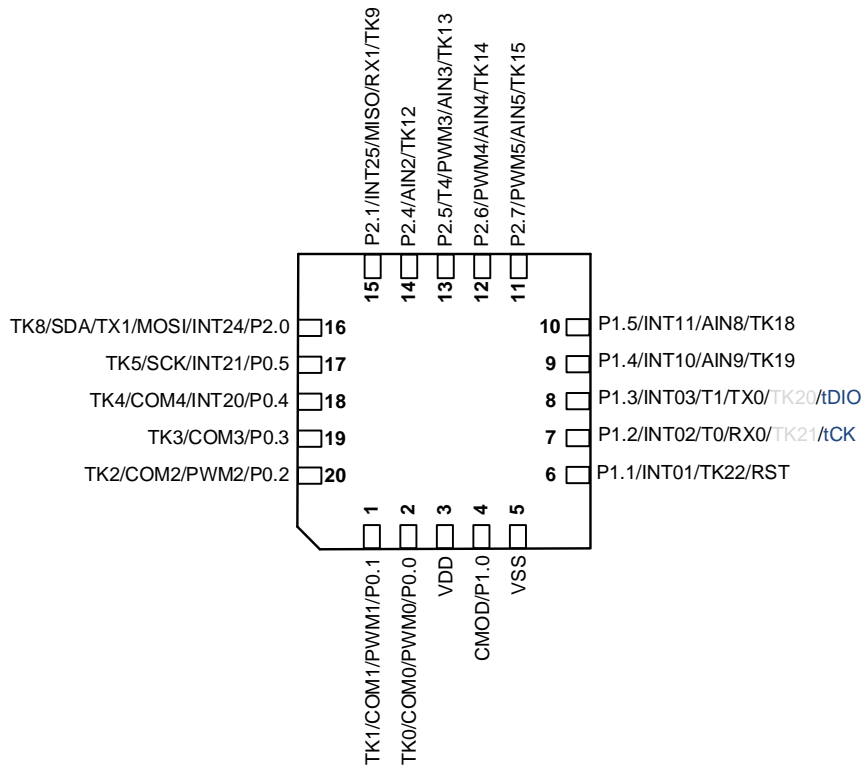 P2.1/INT25/MISO/RX1/TK9
P2.4/AIN2/TK12
P2.5/T4/PWM3/AIN3/TK13
P2.6/PWM4/AIN4/TK14
P2.7/PWM5/AIN5/TK15
15
14
13
12
11
TK8/SDA/TX1/MOSI/INT24/P2.0 16
TK5/SCK/INT21/P0.5 17
TK4/COM4/INT20/P0.4 18
TK3/COM3/P0.3 19
TK2/COM2/PWM2/P0.2 20
10 P1.5/INT11/AIN8/TK18
9 P1.4/INT10/AIN9/TK19
8 P1.3/INT03/T1/TX0/TK20/tDIO
7 P1.2/INT02/T0/RX0/TK21/tCK
6 P1.1/INT01/TK22/RST
1
2
3
4
5
TK1/COM1/PWM1/P0.1
TK0/COM0/PWM0/P0.0
VDD
CMOD/P1.0
VSS